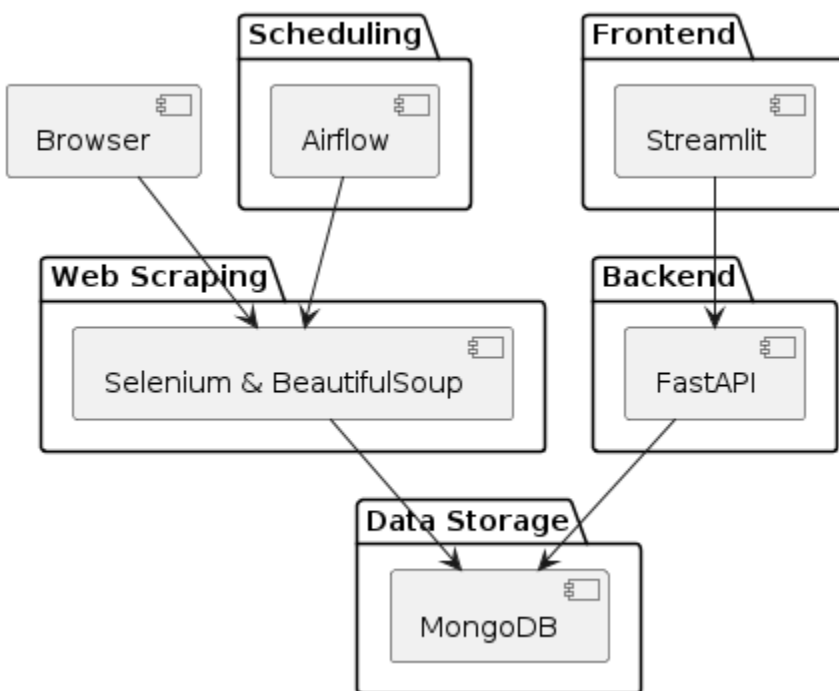 Scheduling
Frontend
Browser
Airflow
Streamlit
Web Scraping
Backend
Selenium & BeautifulSoup
FastAPI
Data Storage
MongoDB